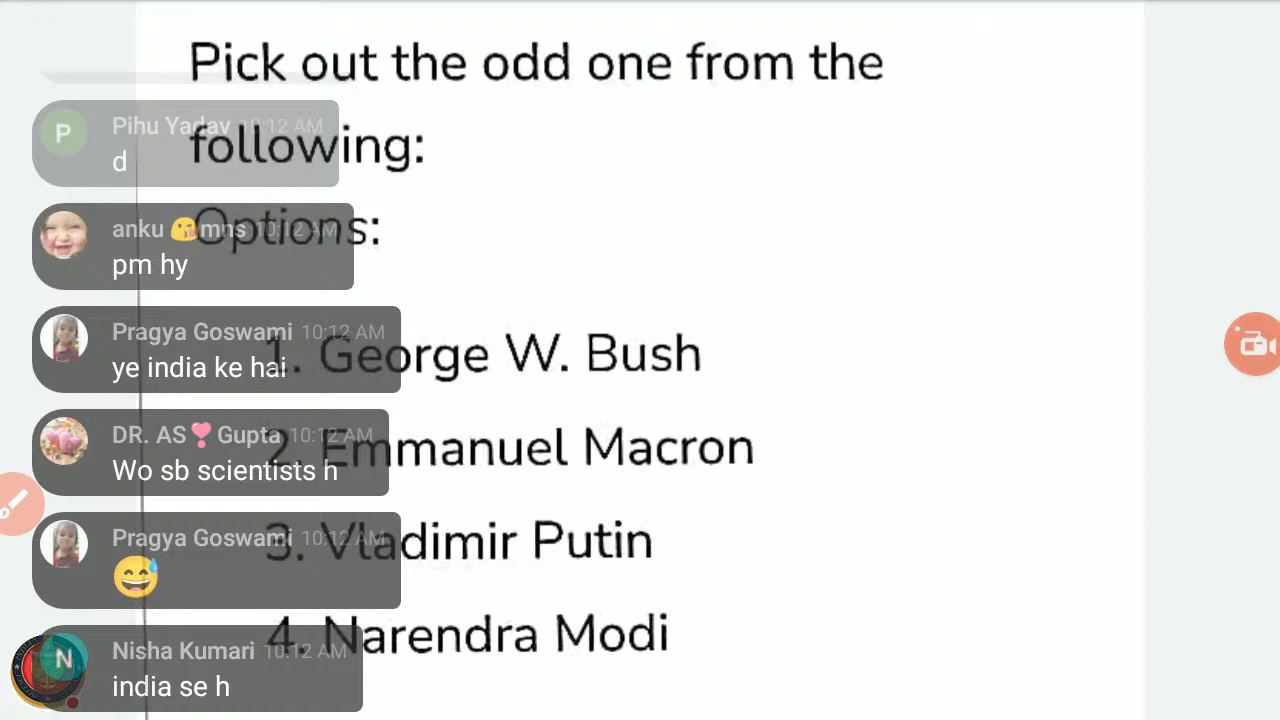 Pick out the odd one from the
following:
Options:
1. George W. Bush
2. Emmanuel Macron
3. Vladimir Putin
4. Narendra Modi
P
Pihu Yadav 10:12 AM
d
anku 😘mns 10:12 AM
pm hy
Pragya Goswami 10:12 AM
ye india ke hai
DR. AS❣Gupta 10:12 AM
Wo sb scientists h
Pragya Goswami 10:12 AM
😅
N
Nisha Kumari 10:12 AM
india se h